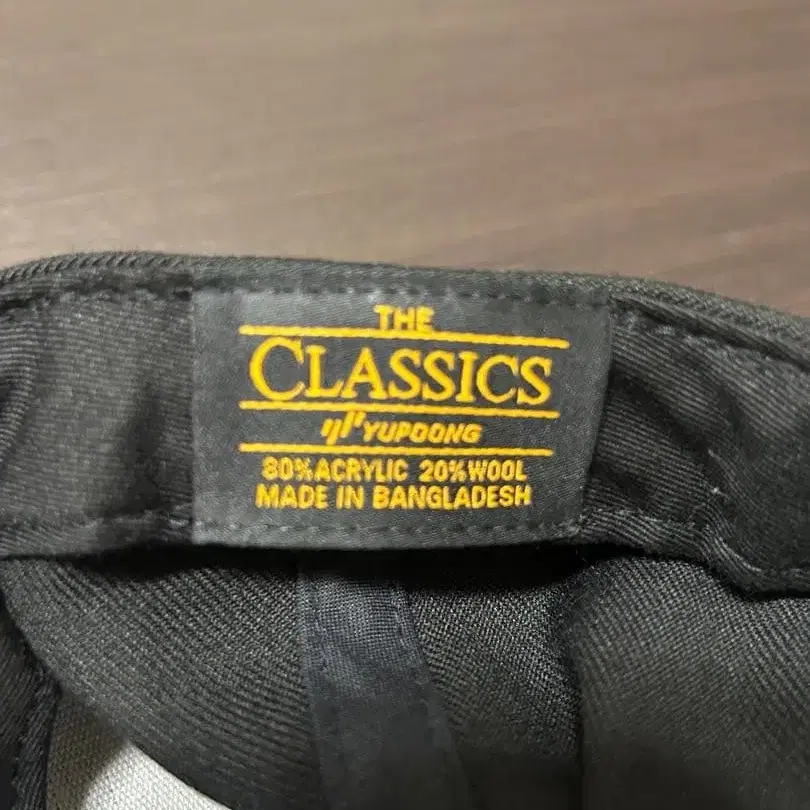 THE
CLASSICS
YUPOONG
80%ACRYLIC 20%WOOL
MADE IN BANGLADESH